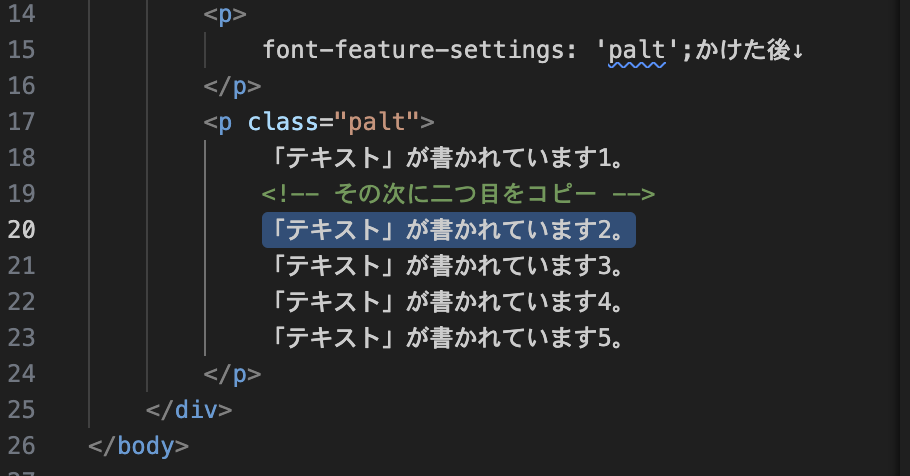 14 <p>
15 font-feature-settings: 'palt';かけた後↓
16 </p>
17 <p class="palt">
18 「テキスト」が書かれています1。
19 <!-- その次に二つ目をコピー -->
20 「テキスト」が書かれています2。
21 「テキスト」が書かれています3。
22 「テキスト」が書かれています4。
23 「テキスト」が書かれています5。
24 </p>
25 </div>
26 </body>